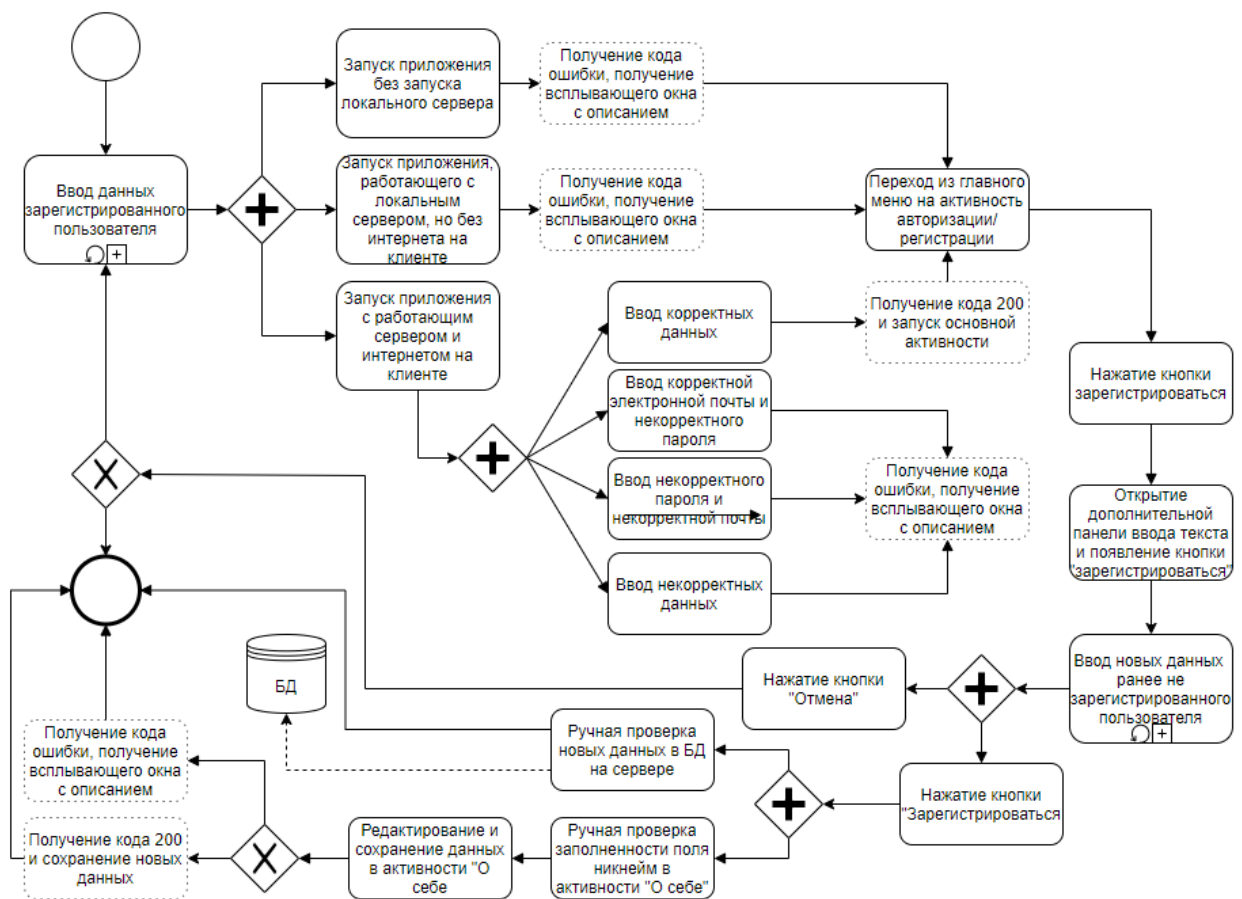 Запуск приложения
без запуска
локального сервера
Получение кода
ошибки, получение
всплывающего окна
с описанием
Ввод данных
зарегистрированного
пользователя
Запуск приложения,
работающего с
локальным
сервером, но без
интернета на
клиенте
Получение кода
ошибки, получение
всплывающего окна
с описанием
Переход из главного
меню на активность
авторизации/
регистрации
Запуск приложения
с работающим
сервером и
интернетом на
клиенте
Ввод корректных
данных
Получение кода 200
и запуск основной
активности
Нажатие кнопки
зарегистрироваться
Ввод корректной
электронной почты и
некорректного
пароля
Ввод некорректного
пароля и
некорректной почты
Получение кода
ошибки, получение
всплывающего окна
с описанием
Открытие
дополнительной
панели ввода текста
и появление кнопки
"зарегистрироваться"
Ввод некорректных
данных
Ввод новых данных
ранее не
зарегистрированного
пользователя
Нажатие кнопки
"Отмена"
БД
Ручная проверка
новых данных в БД
на сервере
Получение кода
ошибки, получение
всплывающего окна
с описанием
Нажатие кнопки
"Зарегистрироваться
Получение кода 200
и сохранение новых
данных
Редактирование и
сохранение данных
в активности "О
себе
Ручная проверка
заполненности поля
никнейм в
активности "О себе"